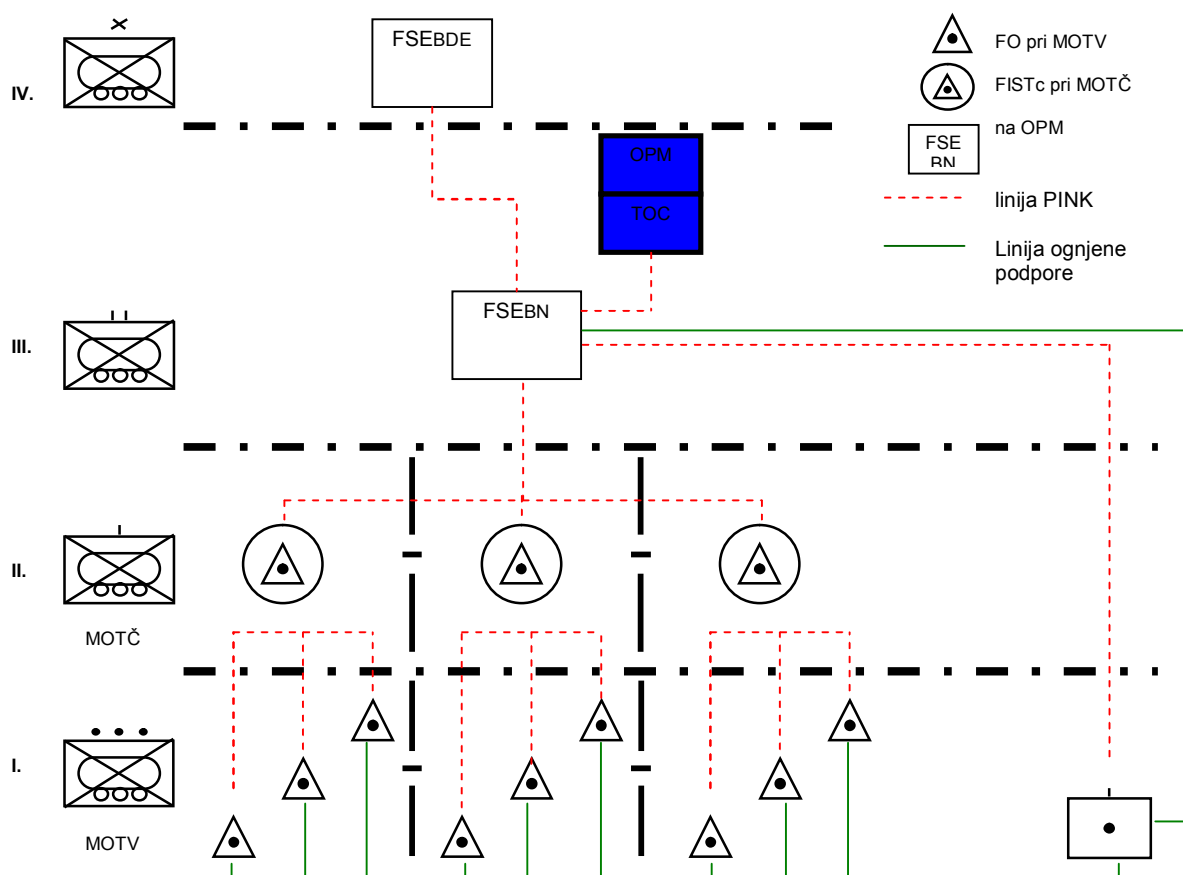 IV.
FSEBDE
OPM
TOC
FO pri MOTV
FISTc pri MOTČ
na OPM
FSE
BN
linija PINK
Linija ognjene
podpore
III.
FSEBN
II.
MOTČ
I.
MOTV